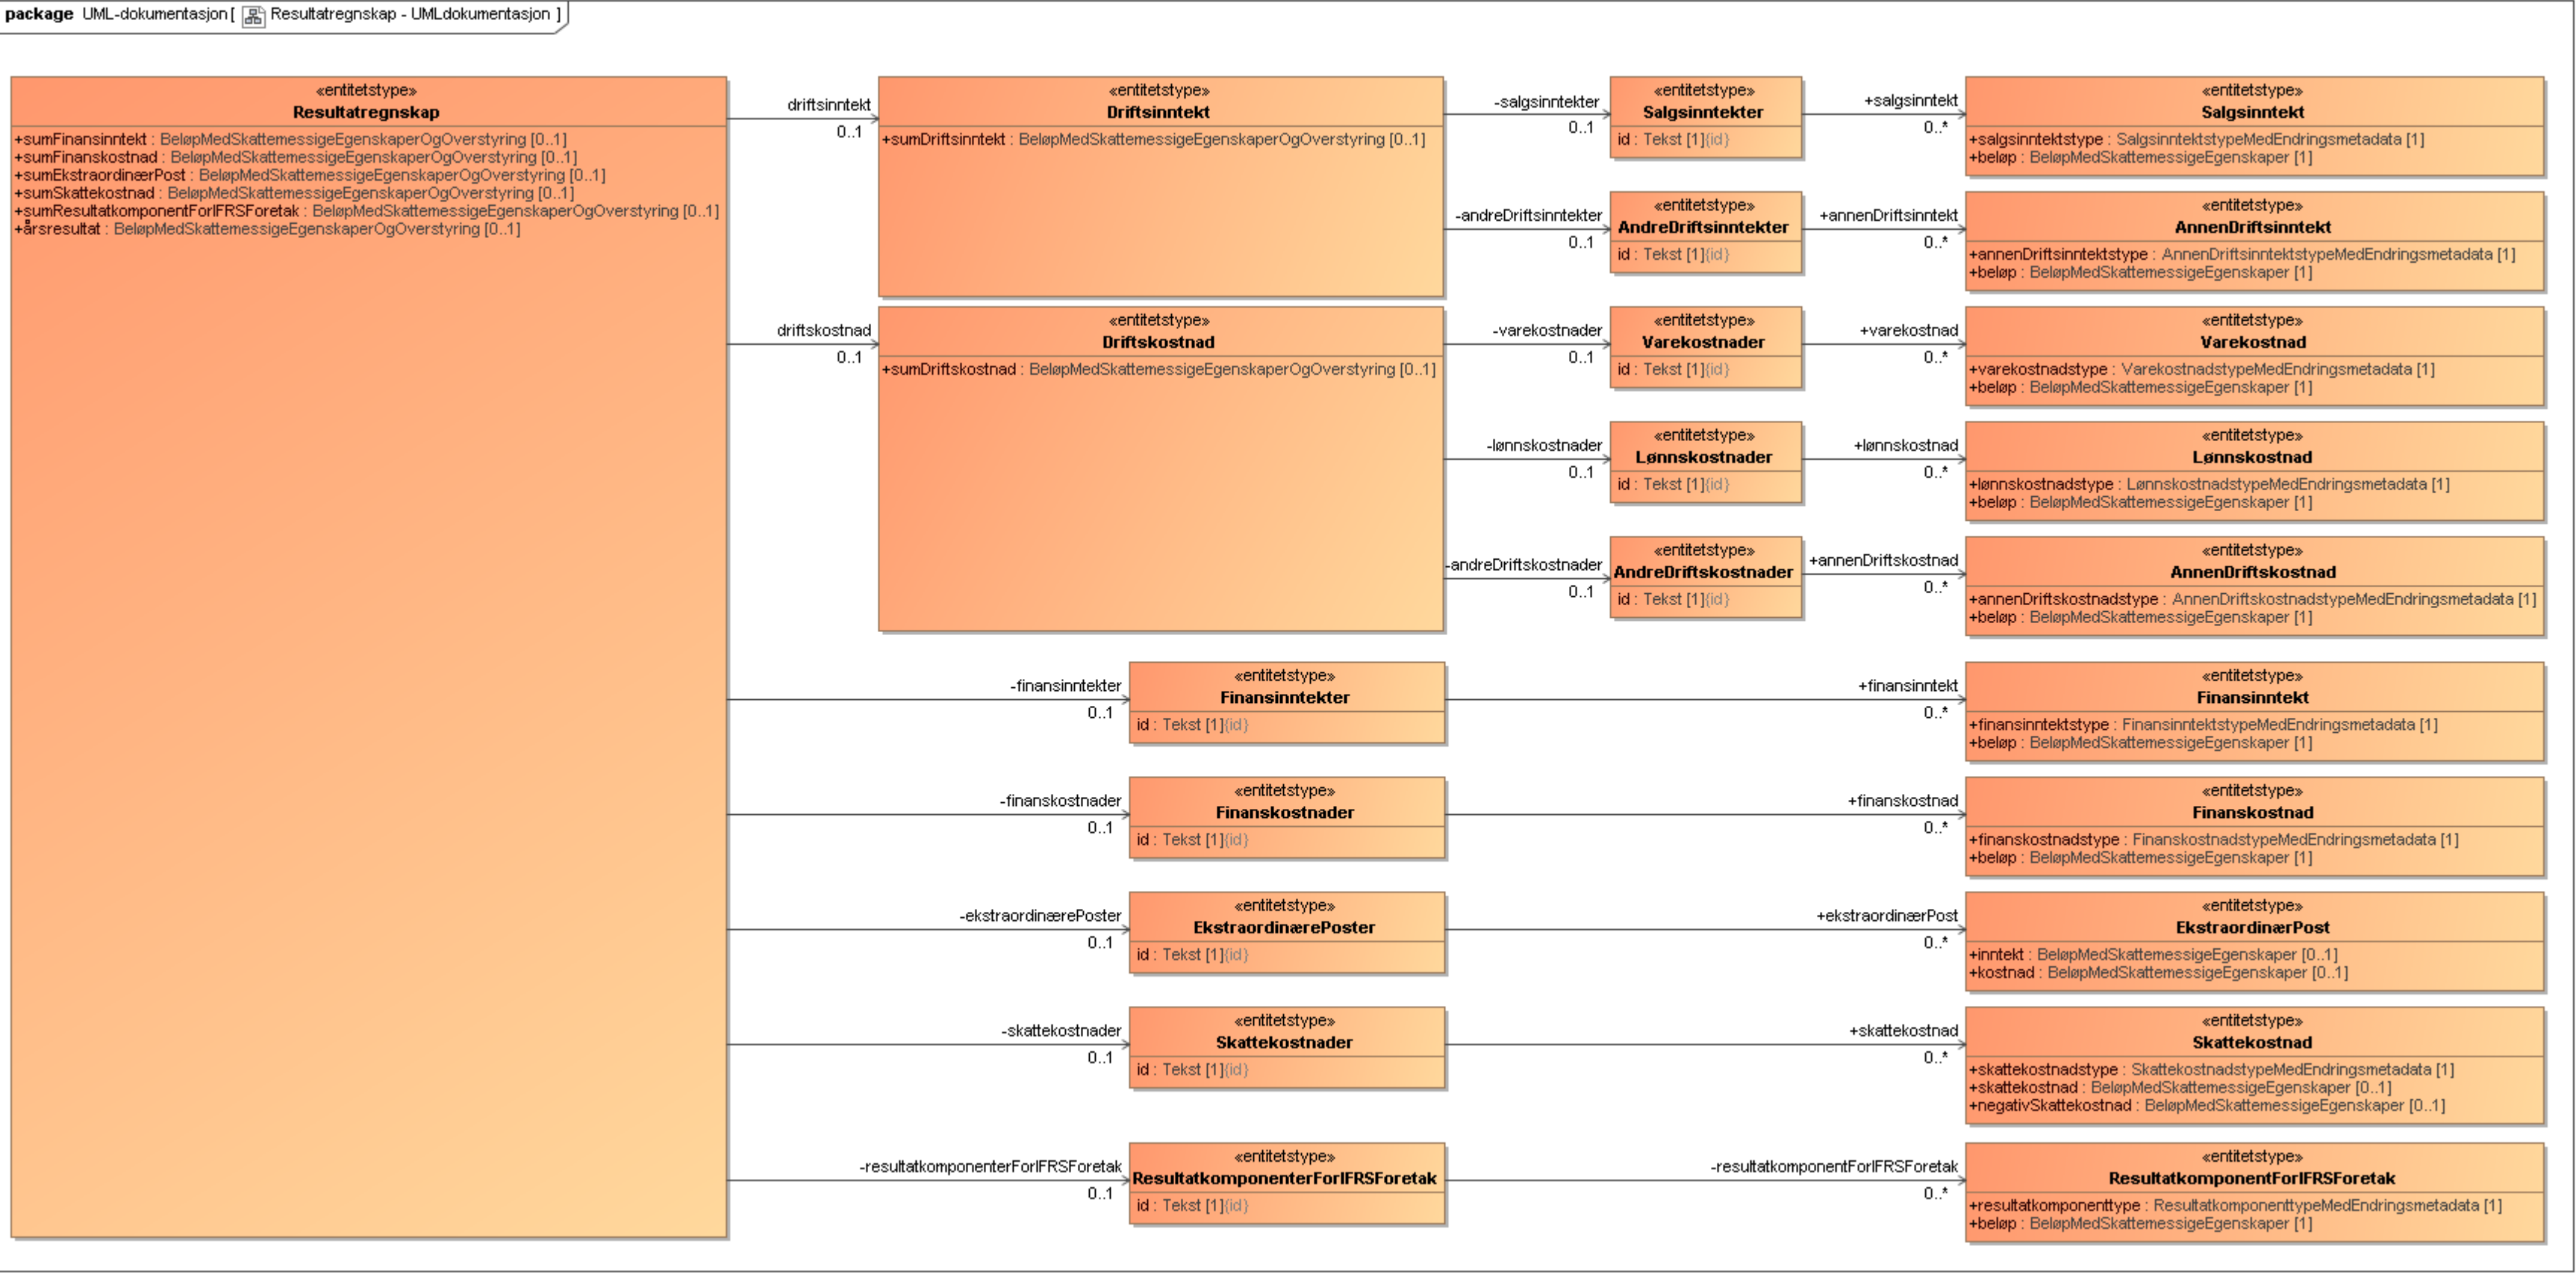 package UML-dokumentasjon [ Resultatregnskap - UMLdokumentasjon ]
«entitetstype»
Resultatregnskap
+sumFinansinntekt : BeløpMedSkattemessigeEgenskaperOgOverstyring [0..1]
+sumFinanskostnad : BeløpMedSkattemessigeEgenskaperOgOverstyring [0..1]
+sumEkstraordinærPost : BeløpMedSkattemessigeEgenskaperOgOverstyring [0..1]
+sumSkattekostnad : BeløpMedSkattemessigeEgenskaperOgOverstyring [0..1]
+sumResultatkomponentForIFRSForetak : BeløpMedSkattemessigeEgenskaperOgOverstyring [0..1]
+årsresultat : BeløpMedSkattemessigeEgenskaperOgOverstyring [0..1]
driftsinntekt
0..1
«entitetstype»
Driftsinntekt
+sumDriftsinntekt : BeløpMedSkattemessigeEgenskaperOgOverstyring [0..1]
-salgsinntekter
0..1
«entitetstype»
Salgsinntekter
id : Tekst [1]{id}
+salgsinntekt
0..*
«entitetstype»
Salgsinntekt
+salgsinntektstype : SalgsinntektstypeMedEndringsmetadata [1]
+beløp : BeløpMedSkattemessigeEgenskaper [1]
-andreDriftsinntekter
0..1
«entitetstype»
AndreDriftsinntekter
id : Tekst [1]{id}
+annenDriftsinntekt
0..*
«entitetstype»
AnnenDriftsinntekt
+annenDriftsinntektstype : AnnenDriftsinntektstypeMedEndringsmetadata [1]
+beløp : BeløpMedSkattemessigeEgenskaper [1]
driftskostnad
0..1
«entitetstype»
Driftskostnad
+sumDriftskostnad : BeløpMedSkattemessigeEgenskaperOgOverstyring [0..1]
-varekostnader
0..1
«entitetstype»
Varekostnader
id : Tekst [1]{id}
+varekostnad
0..*
«entitetstype»
Varekostnad
+varekostnadstype : VarekostnadstypeMedEndringsmetadata [1]
+beløp : BeløpMedSkattemessigeEgenskaper [1]
-lønnskostnader
0..1
«entitetstype»
Lønnskostnader
id : Tekst [1]{id}
+lønnskostnad
0..*
«entitetstype»
Lønnskostnad
+lønnskostnadstype : LønnskostnadstypeMedEndringsmetadata [1]
+beløp : BeløpMedSkattemessigeEgenskaper [1]
-andreDriftskostnader
0..1
«entitetstype»
AndreDriftskostnader
id : Tekst [1]{id}
+annenDriftskostnad
0..*
«entitetstype»
AnnenDriftskostnad
+annenDriftskostnadstype : AnnenDriftskostnadstypeMedEndringsmetadata [1]
+beløp : BeløpMedSkattemessigeEgenskaper [1]
-finansinntekter
0..1
«entitetstype»
Finansinntekter
id : Tekst [1]{id}
+finansinntekt
0..*
«entitetstype»
Finansinntekt
+finansinntektstype : FinansinntektstypeMedEndringsmetadata [1]
+beløp : BeløpMedSkattemessigeEgenskaper [1]
-finanskostnader
0..1
«entitetstype»
Finanskostnader
id : Tekst [1]{id}
+finanskostnad
0..*
«entitetstype»
Finanskostnad
+finanskostnadstype : FinanskostnadstypeMedEndringsmetadata [1]
+beløp : BeløpMedSkattemessigeEgenskaper [1]
-ekstraordinærePoster
0..1
«entitetstype»
EkstraordinærePoster
id : Tekst [1]{id}
+ekstraordinærPost
0..*
«entitetstype»
EkstraordinærPost
+inntekt : BeløpMedSkattemessigeEgenskaper [0..1]
+kostnad : BeløpMedSkattemessigeEgenskaper [0..1]
-skattekostnader
0..1
«entitetstype»
Skattekostnader
id : Tekst [1]{id}
+skattekostnad
0..*
«entitetstype»
Skattekostnad
+skattekostnadstype : SkattekostnadstypeMedEndringsmetadata [1]
+skattekostnad : BeløpMedSkattemessigeEgenskaper [0..1]
+negativSkattekostnad : BeløpMedSkattemessigeEgenskaper [0..1]
-resultatkomponenterForIFRSForetak
0..1
«entitetstype»
ResultatkomponenterForIFRSForetak
id : Tekst [1]{id}
-resultatkomponentForIFRSForetak
0..*
«entitetstype»
ResultatkomponentForIFRSForetak
+resultatkomponenttype : ResultatkomponenttypeMedEndringsmetadata [1]
+beløp : BeløpMedSkattemessigeEgenskaper [1]